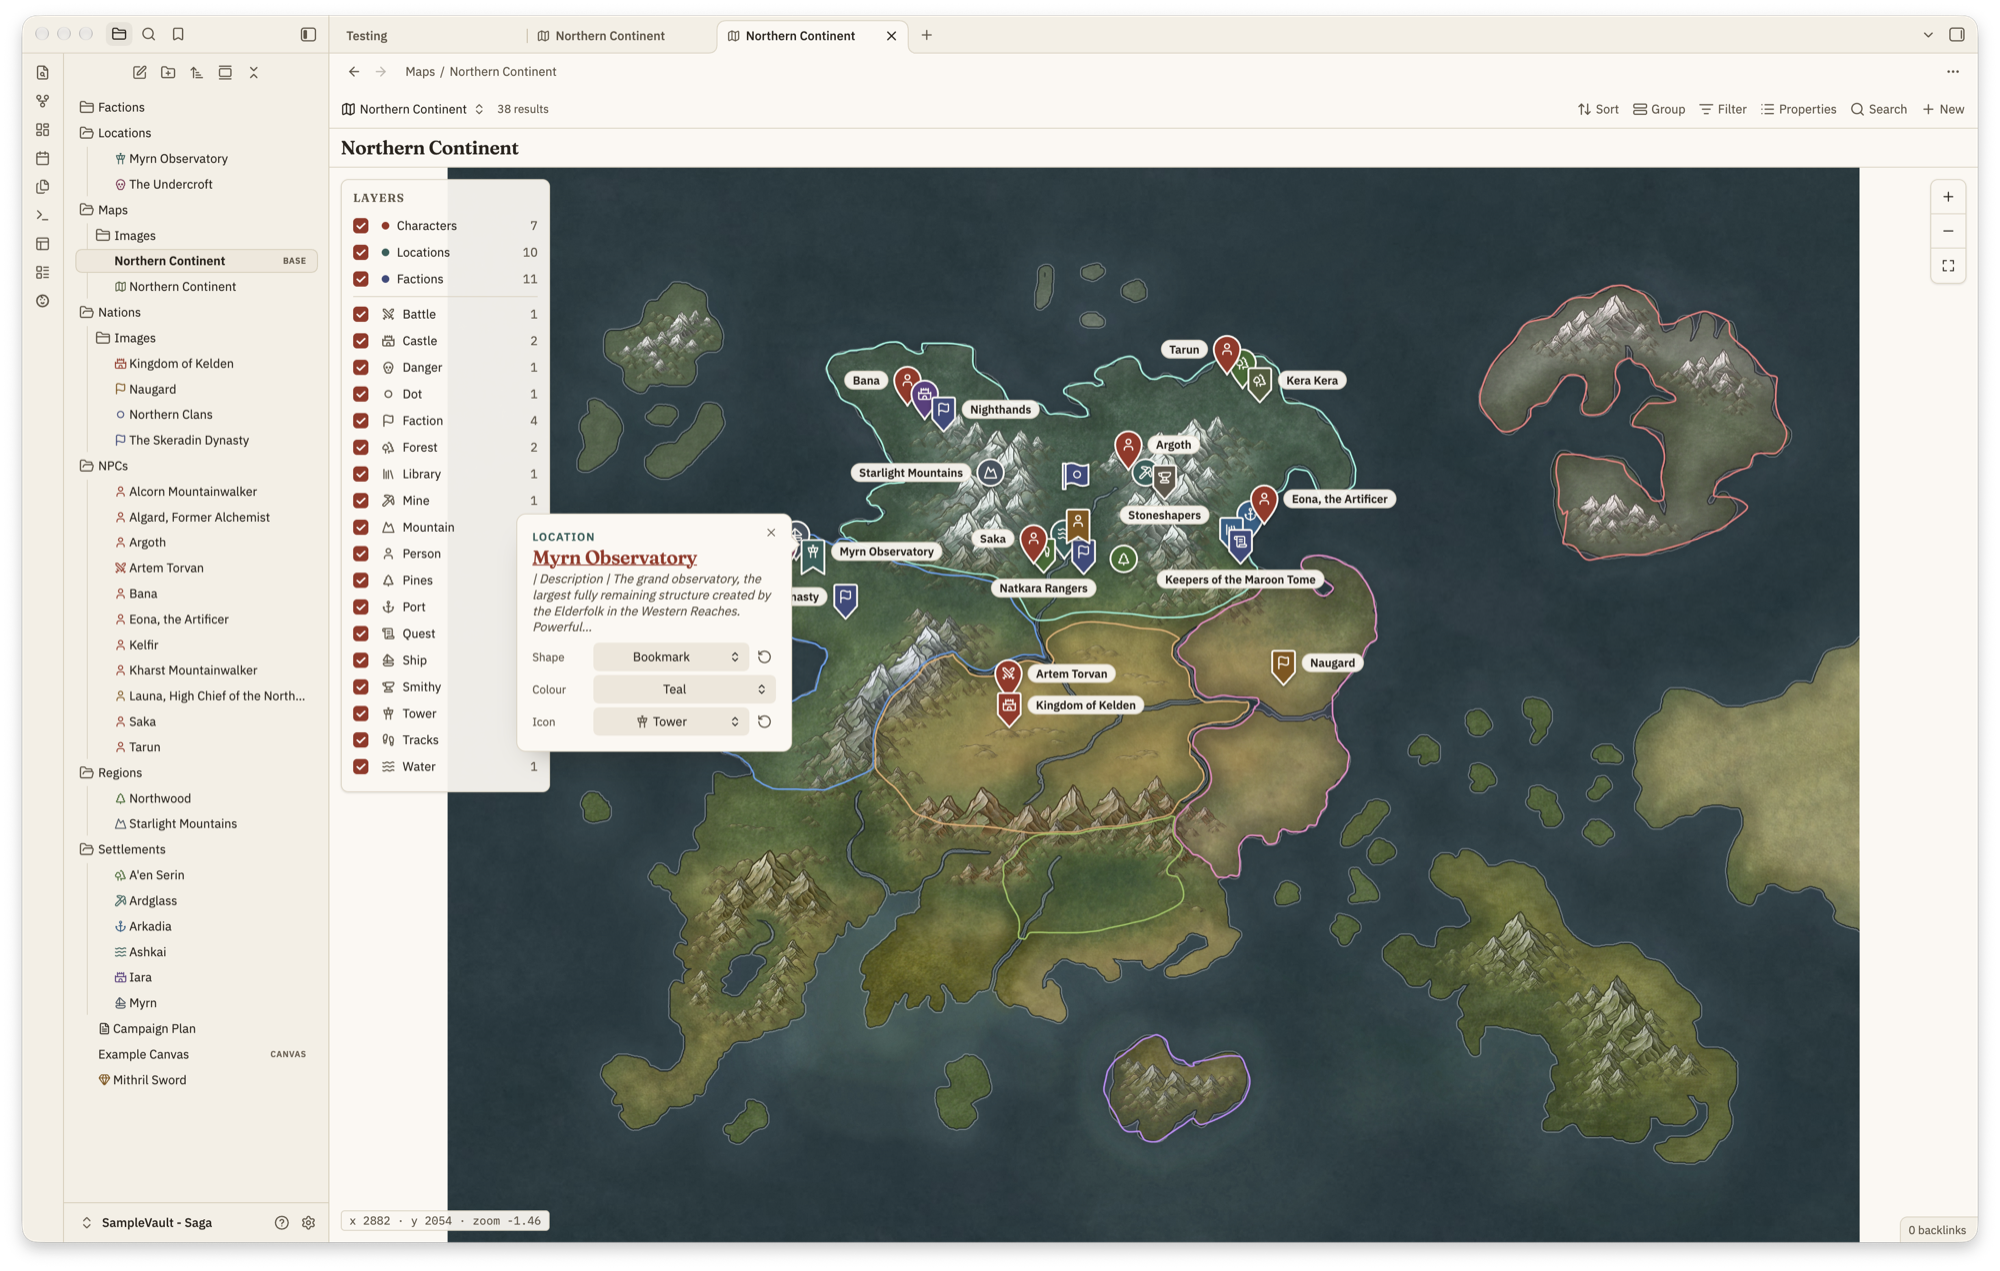 Testing
Northern Continent
Northern Continent
Maps / Northern Continent
Northern Continent
38 results
Sort
Group
Filter
Properties
Search
New
Northern Continent
Factions
Locations
Myrn Observatory
The Undercroft
Maps
Images
Northern Continent BASE
Northern Continent
Nations
Images
Kingdom of Kelden
Naugard
Northern Clans
The Skeradin Dynasty
NPCs
Alcorn Mountainwalker
Algard, Former Alchemist
Argoth
Artem Torvan
Bana
Eona, the Artificer
Kelfir
Kharst Mountainwalker
Launa, High Chief of the North...
Saka
Tarun
Regions
Northwood
Starlight Mountains
Settlements
A'en Serin
Ardglass
Arkadia
Ashkai
Iara
Myrn
Campaign Plan
Example Canvas CANVAS
Mithril Sword
SampleVault - Saga
LAYERS
Characters 7
Locations 10
Factions 11
Battle 1
Castle 2
Danger 1
Dot 1
Faction 4
Forest 2
Library 1
Mine 1
Mountain
Person
Pines
Port
Quest
Ship
Smithy
Tower
Tracks
Water 1
LOCATION
Myrn Observatory
| Description | The grand observatory, the
largest fully remaining structure created by
the Elderfolk in the Western Reaches.
Powerful...
Shape Bookmark
Colour Teal
Icon Tower
Tarun
Bana
Kera Kera
Nighthands
Argoth
Starlight Mountains
Eona, the Artificer
Stoneshapers
Saka
Myrn Observatory
Keepers of the Maroon Tome
Natkara Rangers
nasty
Naugard
Artem Torvan
Kingdom of Kelden
x 2882 · y 2054 · zoom -1.46
0 backlinks